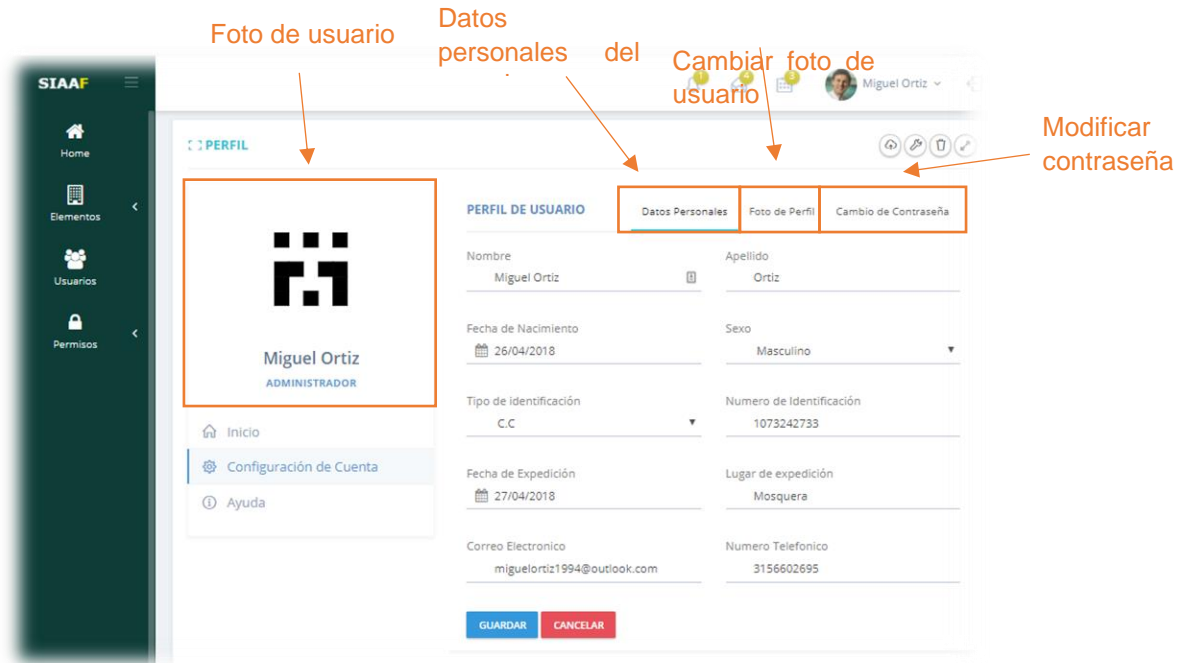 Foto de usuario
Datos
personales del
Cambiar foto de
usuario
Modificar
contraseña
SIAAF
1
4
3
Miguel Ortiz
Home
Elementos
Usuarios
Permisos
PERFIL
Miguel Ortiz
ADMINISTRADOR
Inicio
Configuración de Cuenta
Ayuda
PERFIL DE USUARIO
Datos Personales
Foto de Perfil
Cambio de Contraseña
Nombre
Miguel Ortiz
Apellido
Ortiz
Fecha de Nacimiento
26/04/2018
Sexo
Masculino
Tipo de identificación
C.C
Numero de Identificación
1073242733
Fecha de Expedición
27/04/2018
Lugar de expedición
Mosquera
Correo Electronico
miguelortiz1994@outlook.com
Numero Telefonico
3156602695
GUARDAR
CANCELAR